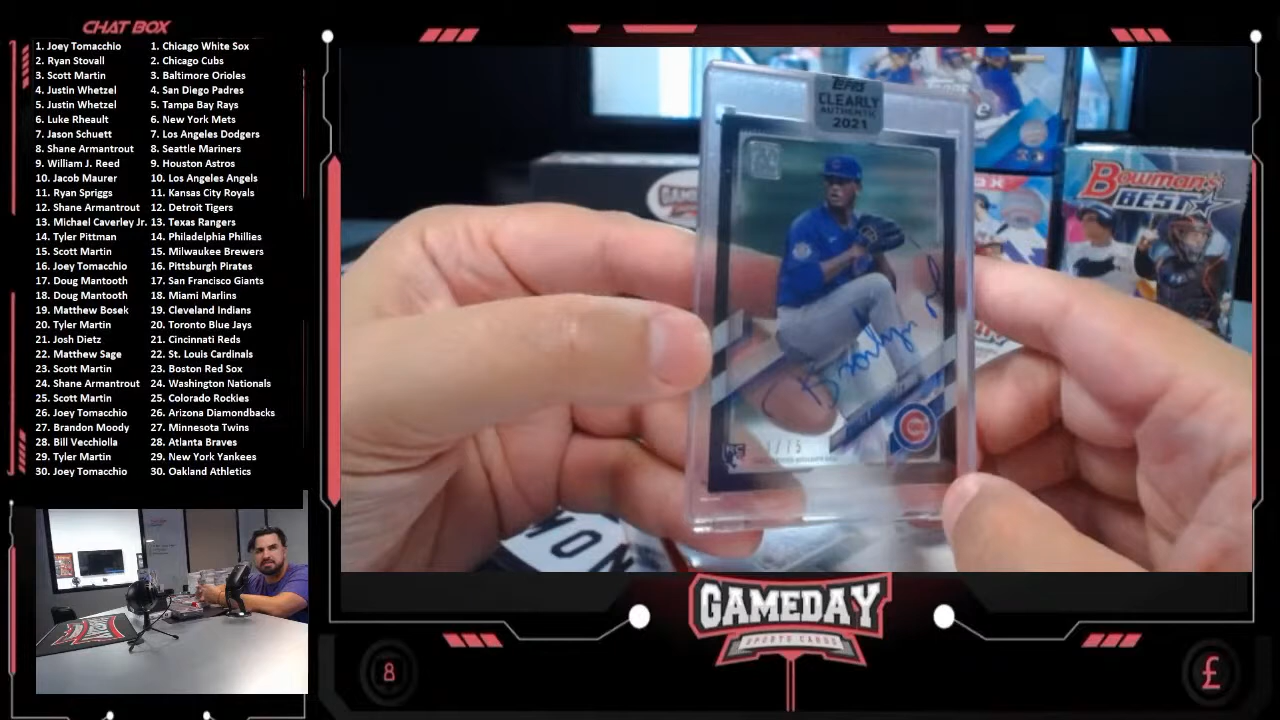 CHAT BOX
1. Joey Tomacchio 1. Chicago White Sox
2. Ryan Stovall 2. Chicago Cubs
3. Scott Martin 3. Baltimore Orioles
4. Justin Whetzel 4. San Diego Padres
5. Justin Whetzel 5. Tampa Bay Rays
6. Luke Rheault 6. New York Mets
7. Jason Schuett 7. Los Angeles Dodgers
8. Shane Armantrout 8. Seattle Mariners
9. William J. Reed 9. Houston Astros
10. Jacob Maurer 10. Los Angeles Angels
11. Ryan Spriggs 11. Kansas City Royals
12. Shane Armantrout 12. Detroit Tigers
13. Michael Caverley Jr. 13. Texas Rangers
14. Tyler Pittman 14. Philadelphia Phillies
15. Scott Martin 15. Milwaukee Brewers
16. Joey Tomacchio 16. Pittsburgh Pirates
17. Doug Mantooth 17. San Francisco Giants
18. Doug Mantooth 18. Miami Marlins
19. Matthew Bosek 19. Cleveland Indians
20. Tyler Martin 20. Toronto Blue Jays
21. Josh Dietz 21. Cincinnati Reds
22. Matthew Sage 22. St. Louis Cardinals
23. Scott Martin 23. Boston Red Sox
24. Shane Armantrout 24. Washington Nationals
25. Scott Martin 25. Colorado Rockies
26. Joey Tomacchio 26. Arizona Diamondbacks
27. Brandon Moody 27. Minnesota Twins
28. Bill Vecchiolla 28. Atlanta Braves
29. Tyler Martin 29. New York Yankees
30. Joey Tomacchio 30. Oakland Athletics
TOPPS
CLEARLY
AUTHENTIC
2021
Bowman's
BEST
Brailyn
RC
MON
GAMEDAY
SPORTS CARDS
8
£